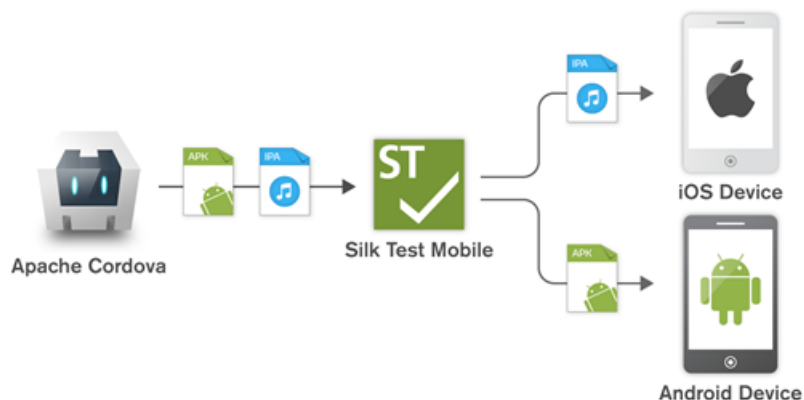 Apache Cordova
APK
IPA
ST
Silk Test Mobile
IPA
iOS Device
APK
Android Device